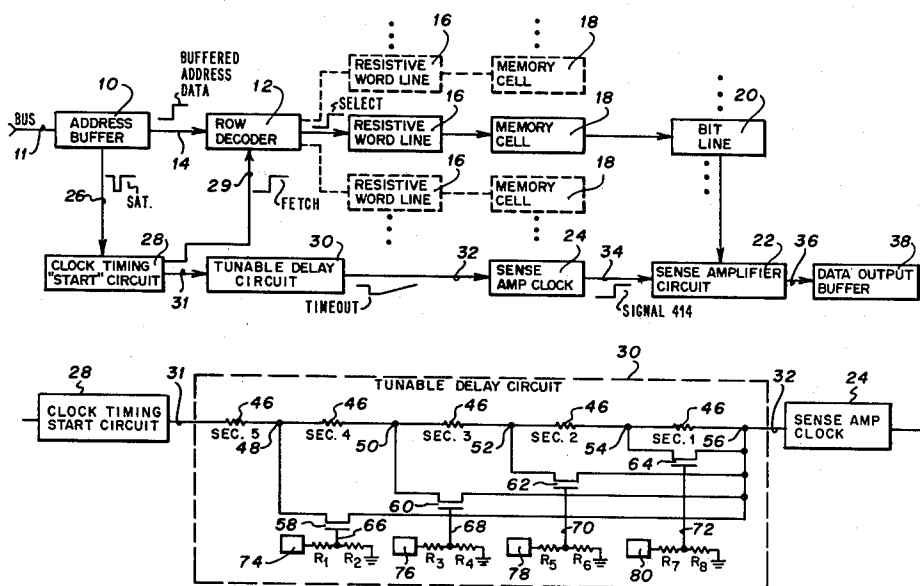 BUS
11
10
ADDRESS
BUFFER
BUFFERED
ADDRESS
DATA
14
12
ROW
DECODER
SELECT
16
RESISTIVE
WORD LINE
18
MEMORY
CELL
16
RESISTIVE
WORD LINE
18
MEMORY
CELL
20
BIT
LINE
16
RESISTIVE
WORD LINE
18
MEMORY
CELL
26
SAT.
29
FETCH
28
CLOCK TIMING
"START" CIRCUIT
31
30
TUNABLE DELAY
CIRCUIT
TIMEOUT
32
24
SENSE
AMP CLOCK
34
SIGNAL 414
22
SENSE AMPLIFIER
CIRCUIT
36
38
DATA OUTPUT
BUFFER
28
CLOCK TIMING
START CIRCUIT
31
30
TUNABLE DELAY CIRCUIT
46
SEC. 5
48
46
SEC. 4
50
46
SEC. 3
52
46
SEC. 2
54
46
SEC. 1
56
32
24
SENSE AMP
CLOCK
58
60
62
64
66
68
70
72
74
R1
R2
76
R3
R4
78
R5
R6
80
R7
R8